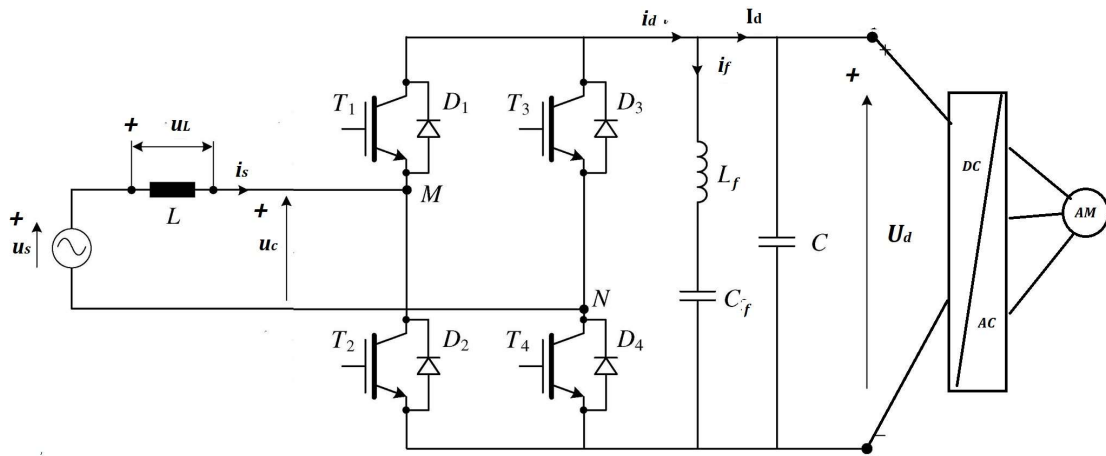 i_d
I_d
+
i_f
T_1
D_1
T_3
D_3
+
u_L
i_s
L
M
+
u_s
+
u_c
L_f
DC
AM
U_d
C
N
C_f
T_2
D_2
T_4
D_4
AC
+
−